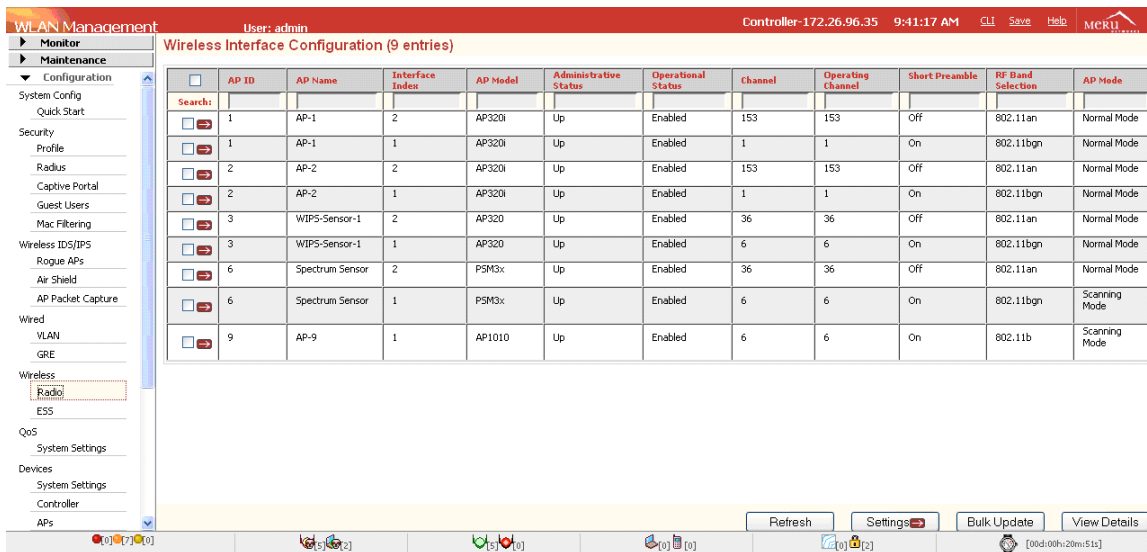 WLAN Management
User: admin
Controller-172.26.96.35 9:41:17 AM CLI Save Help MERU NETWORKS
Monitor
Maintenance
Configuration
System Config
Quick Start
Security
Profile
Radius
Captive Portal
Guest Users
Mac Filtering
Wireless IDS/IPS
Rogue APs
Air Shield
AP Packet Capture
Wired
VLAN
GRE
Wireless
Radio
ESS
QoS
System Settings
Devices
System Settings
Controller
APs
Wireless Interface Configuration (9 entries)
AP ID AP Name Interface Index AP Model Administrative Status Operational Status Channel Operating Channel Short Preamble RF Band Selection AP Mode
Search:
1 AP-1 2 AP320i Up Enabled 153 153 Off 802.11an Normal Mode
1 AP-1 1 AP320i Up Enabled 1 1 On 802.11bgn Normal Mode
2 AP-2 2 AP320i Up Enabled 153 153 Off 802.11an Normal Mode
2 AP-2 1 AP320i Up Enabled 1 1 On 802.11bgn Normal Mode
3 WIPS-Sensor-1 2 AP320 Up Enabled 36 36 Off 802.11an Normal Mode
3 WIPS-Sensor-1 1 AP320 Up Enabled 6 6 On 802.11bgn Normal Mode
6 Spectrum Sensor 2 PSM3x Up Enabled 36 36 Off 802.11an Normal Mode
6 Spectrum Sensor 1 PSM3x Up Enabled 6 6 On 802.11bgn Scanning Mode
9 AP-9 1 AP1010 Up Enabled 6 6 On 802.11b Scanning Mode
Refresh Settings Bulk Update View Details
[0] [7] [0] [5] [2] [5] [0] [0] [0] [0] [2] [00d:00h:20m:51s]